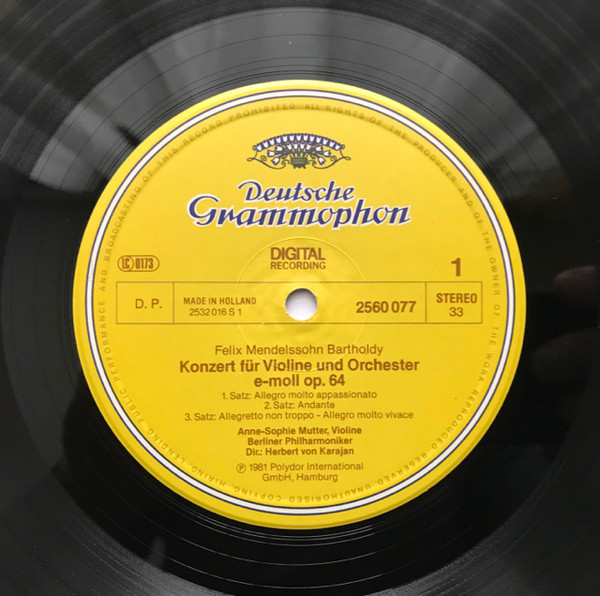 ALL RIGHTS OF THE PRODUCER AND OF THE OWNER OF THE WORK REPRODUCED RESERVED UNAUTHORISED COPYING HIRING LENDING PUBLIC PERFORMANCE AND BROADCASTING OF THIS RECORD PROHIBITED
Deutsche
Grammophon
DIGITAL
RECORDING
1
LC 0173
D. P.
MADE IN HOLLAND
2532 016 S 1
2560 077
STEREO
33
Felix Mendelssohn Bartholdy
Konzert für Violine und Orchester
e-moll op. 64
1. Satz: Allegro molto appassionato
2. Satz: Andante
3. Satz: Allegretto non troppo - Allegro molto vivace
Anne-Sophie Mutter, Violine
Berliner Philharmoniker
Dir.: Herbert von Karajan
Ⓟ 1981 Polydor International
GmbH, Hamburg